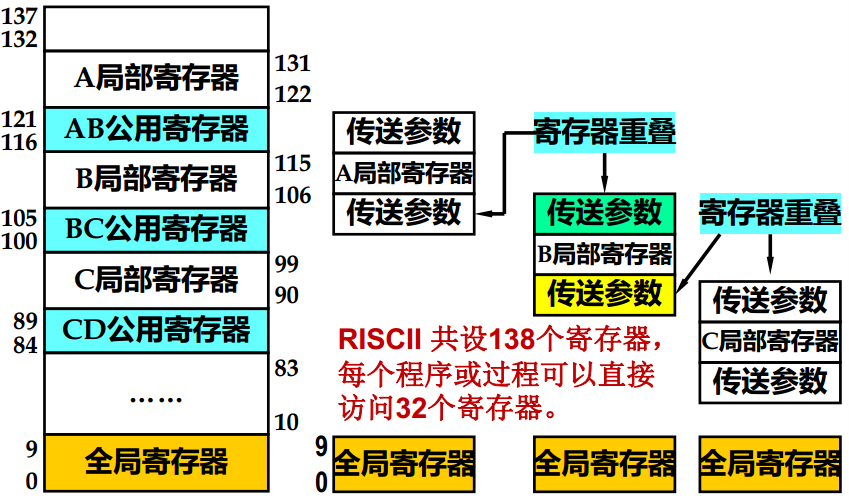 137
132
A局部寄存器
131
122
121
116
AB公用寄存器
B局部寄存器
115
106
105
100
BC公用寄存器
C局部寄存器
99
90
89
84
CD公用寄存器
83
……
10
9
0
全局寄存器
传送参数
A局部寄存器
传送参数
寄存器重叠
传送参数
B局部寄存器
传送参数
寄存器重叠
传送参数
C局部寄存器
传送参数
RISCII 共设138个寄存器，
每个程序或过程可以直接
访问32个寄存器。
9
0
全局寄存器
全局寄存器
全局寄存器